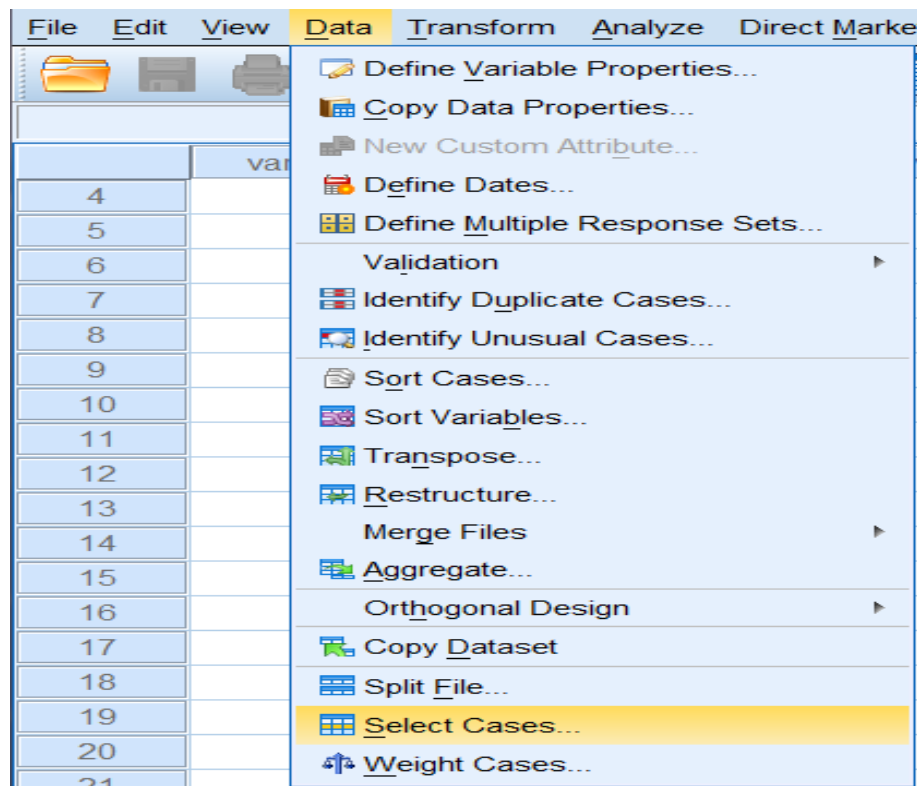 File Edit View Data Transform Analyze Direct Marke
Define Variable Properties...
Copy Data Properties...
New Custom Attribute...
var
4
Define Dates...
5
Define Multiple Response Sets...
6
Validation
7
Identify Duplicate Cases...
8
Identify Unusual Cases...
9
Sort Cases...
10
Sort Variables...
11
Transpose...
12
Restructure...
13
Merge Files
14
Aggregate...
15
Orthogonal Design
16
Copy Dataset
17
Split File...
18
Select Cases...
19
Weight Cases...
20
21